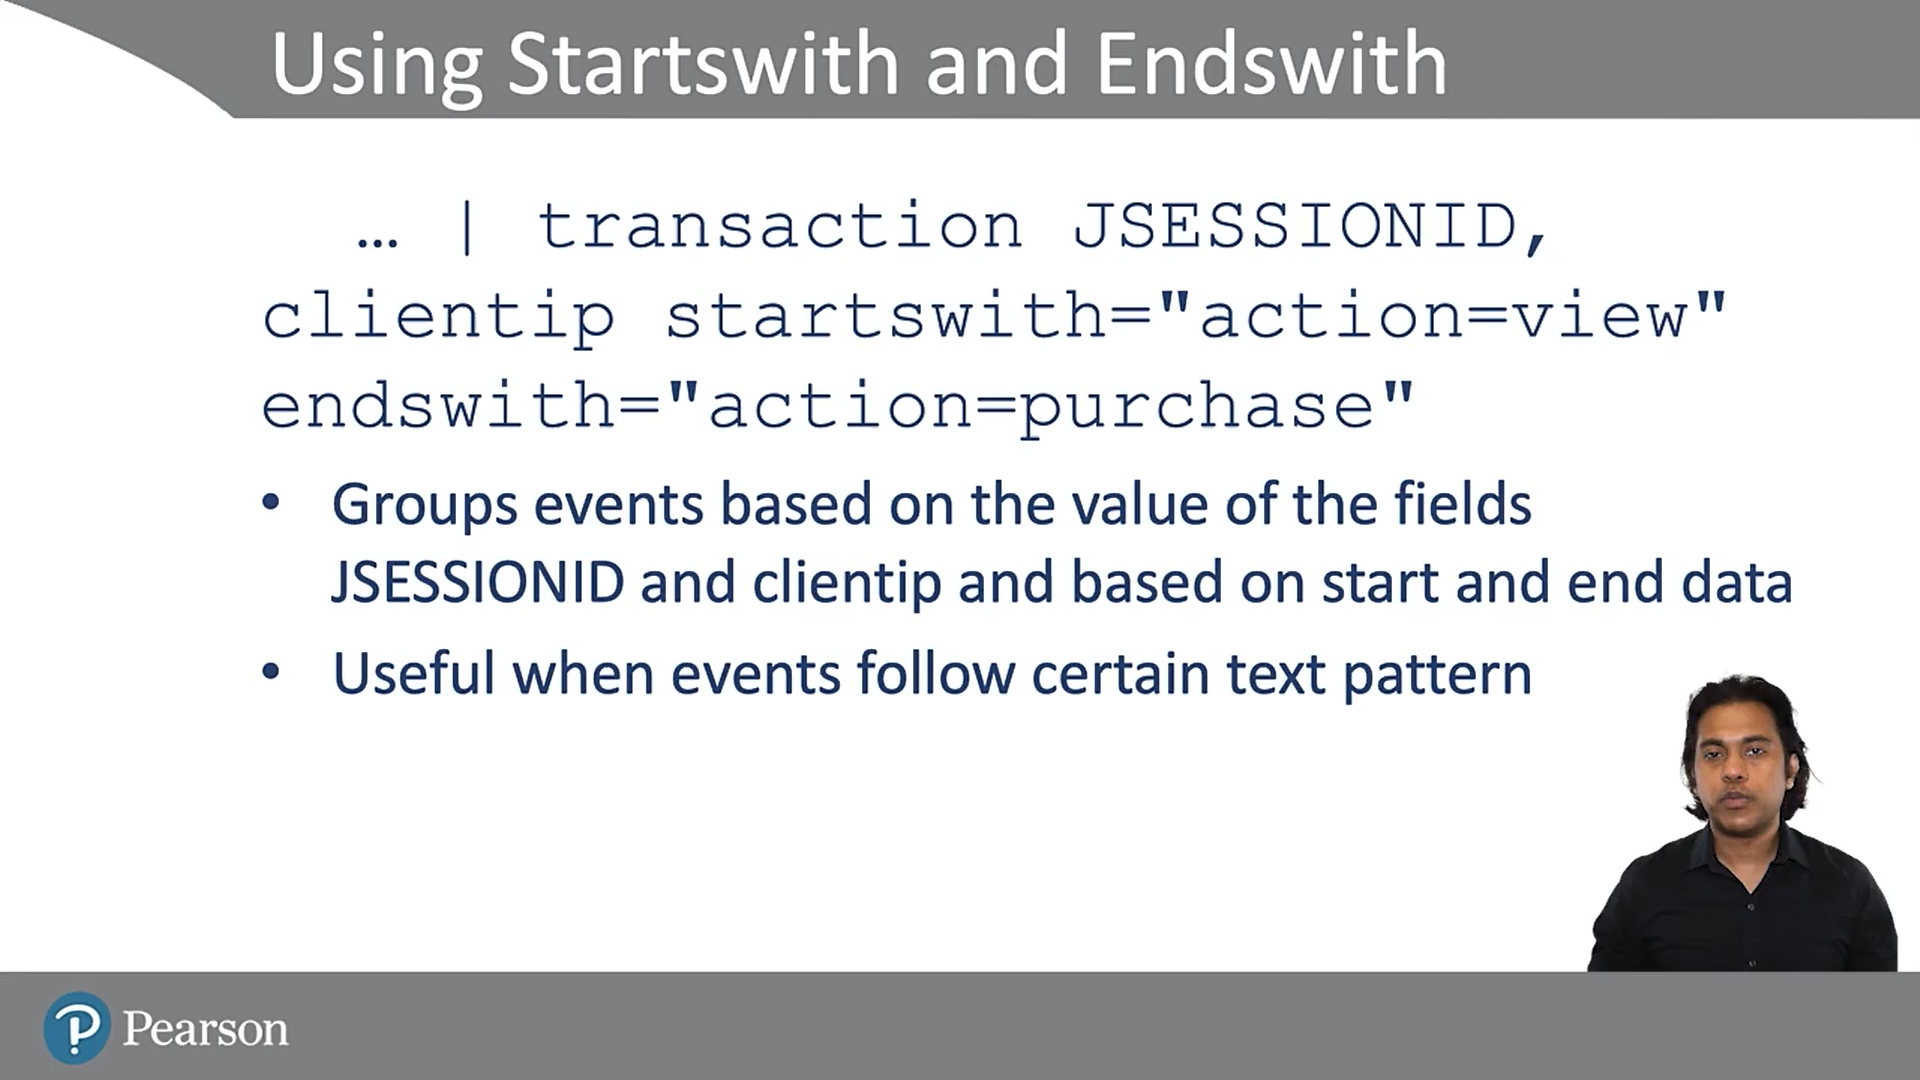 Using Startswith and Endswith
… | transaction JSESSIONID,
clientip startswith="action=view"
endswith="action=purchase"
• Groups events based on the value of the fields
JSESSIONID and clientip and based on start and end data
• Useful when events follow certain text pattern
Pearson